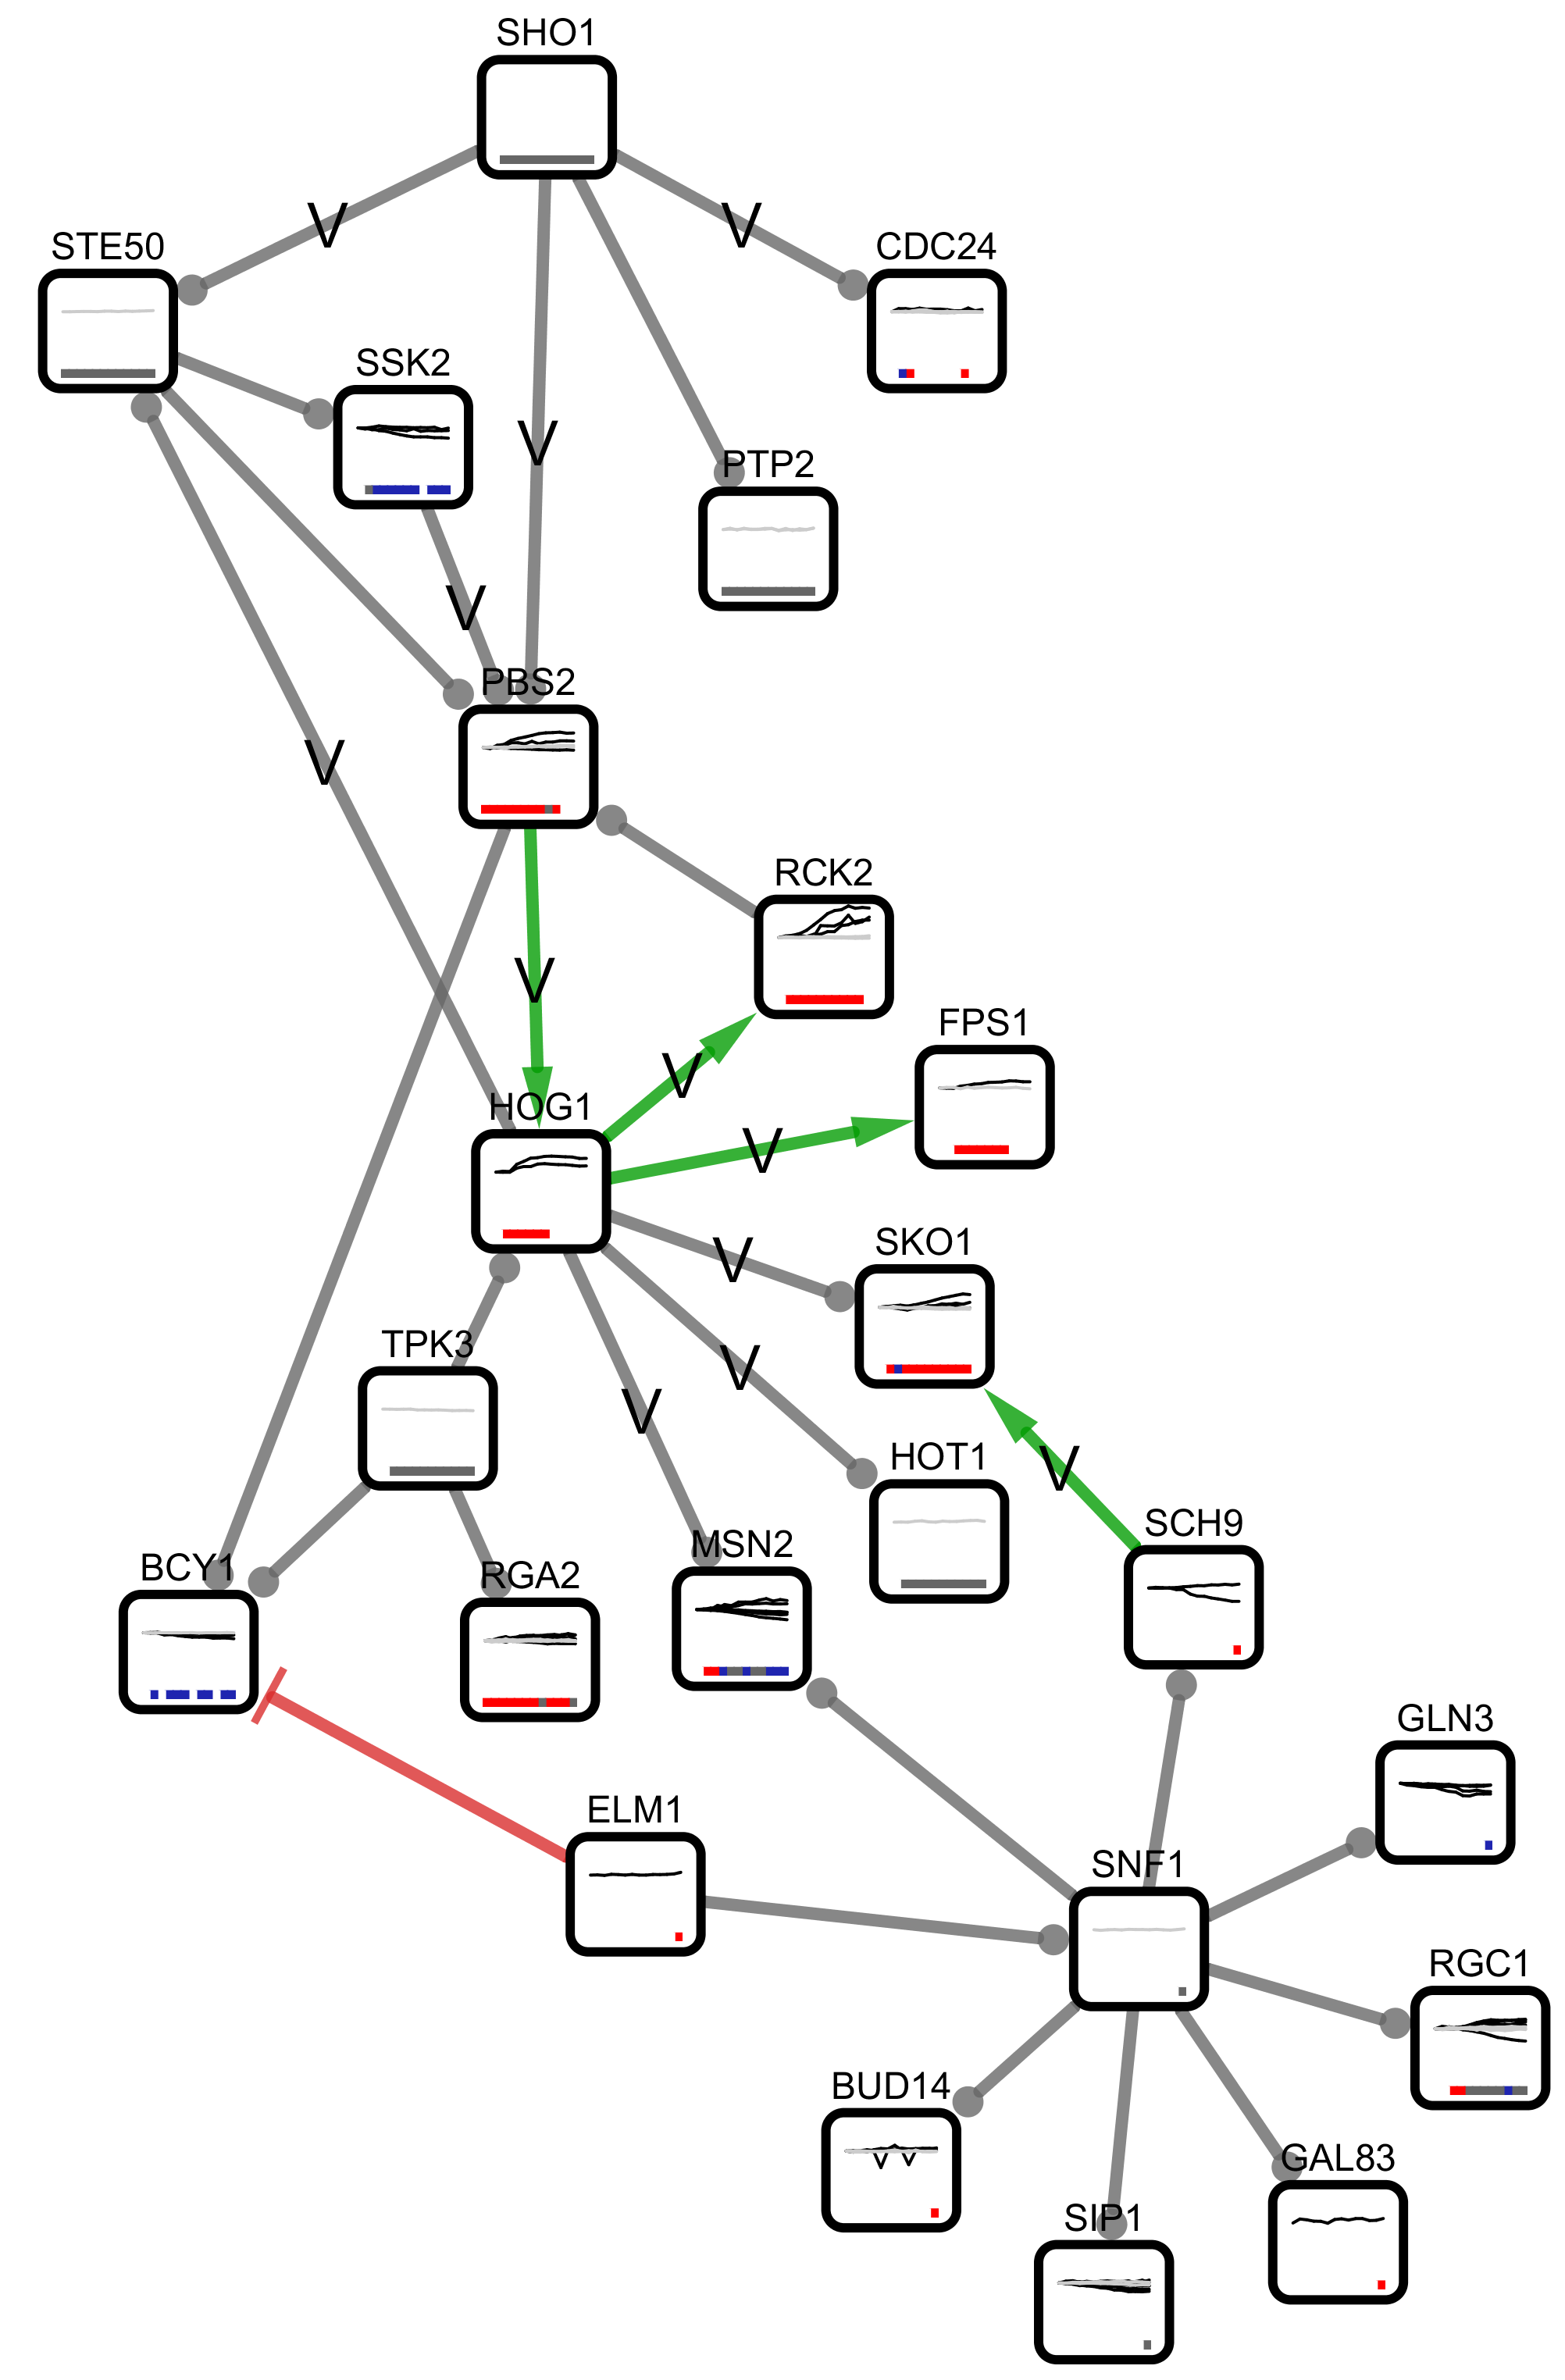 SHO1
V
V
STE50
CDC24
SSK2
V
PTP2
V
PBS2
V
RCK2
V
FPS1
V
HOG1
V
SKO1
V
TPK3
V
V
HOT1
V
SCH9
MSN2
BCY1
RGA2
GLN3
ELM1
SNF1
RGC1
BUD14
GAL83
SIP1